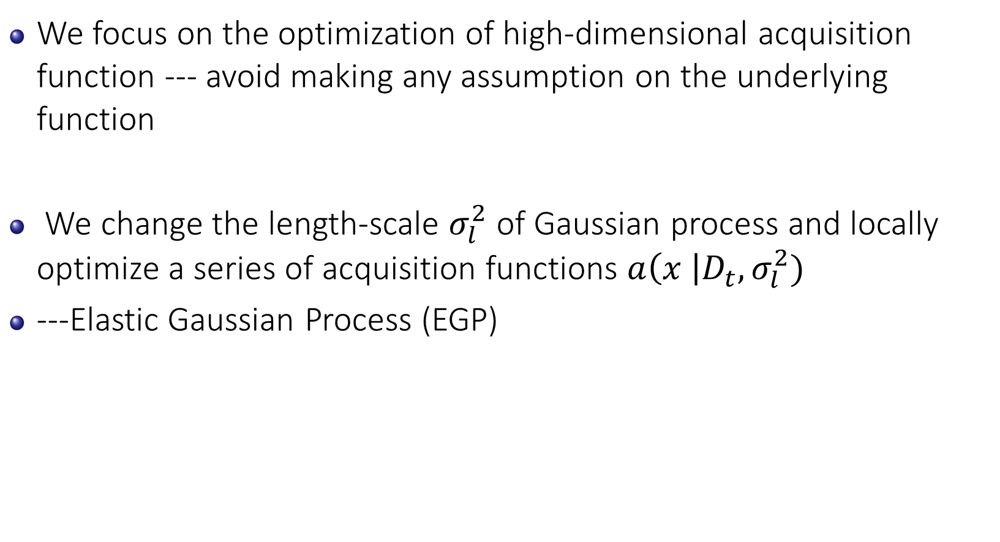 We focus on the optimization of high-dimensional acquisition
function --- avoid making any assumption on the underlying
function
We change the length-scale σ_l^2 of Gaussian process and locally
optimize a series of acquisition functions a(x |D_t, σ_l^2)
---Elastic Gaussian Process (EGP)